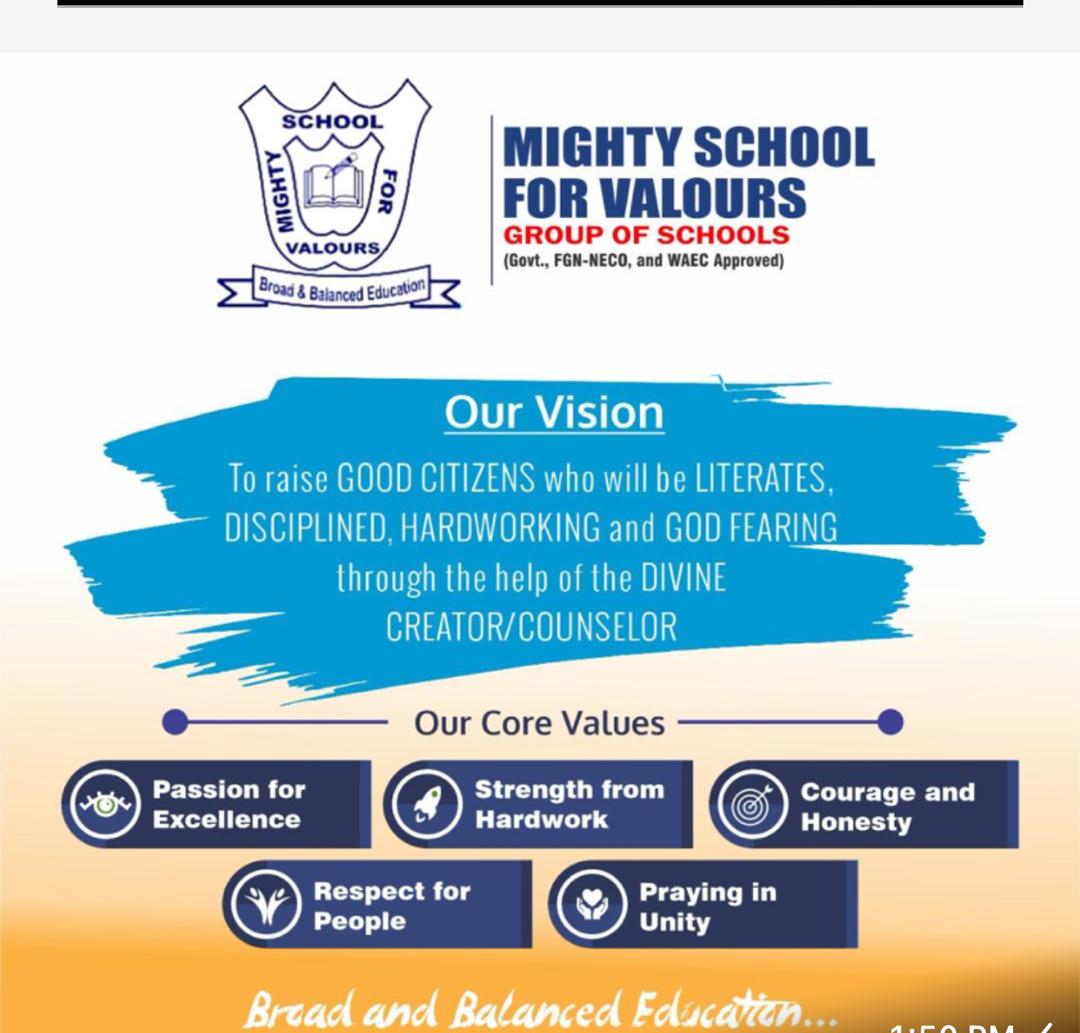 SCHOOL
MIGHTY
FOR
VALOURS
Broad & Balanced Education
MIGHTY SCHOOL
FOR VALOURS
GROUP OF SCHOOLS
(Govt., FGN-NECO, and WAEC Approved)
Our Vision
To raise GOOD CITIZENS who will be LITERATES,
DISCIPLINED, HARDWORKING and GOD FEARING
through the help of the DIVINE
CREATOR/COUNSELOR
Our Core Values
Passion for
Excellence
Strength from
Hardwork
Courage and
Honesty
Respect for
People
Praying in
Unity
Broad and Balanced Education...